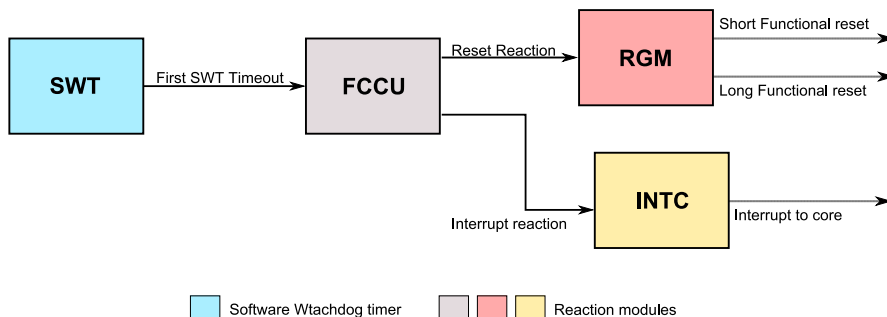 Short Functional reset
Reset Reaction
RGM
SWT
First SWT Timeout
FCCU
Long Functional reset
INTC
Interrupt reaction
Interrupt to core
Software Wtachdog timer
Reaction modules